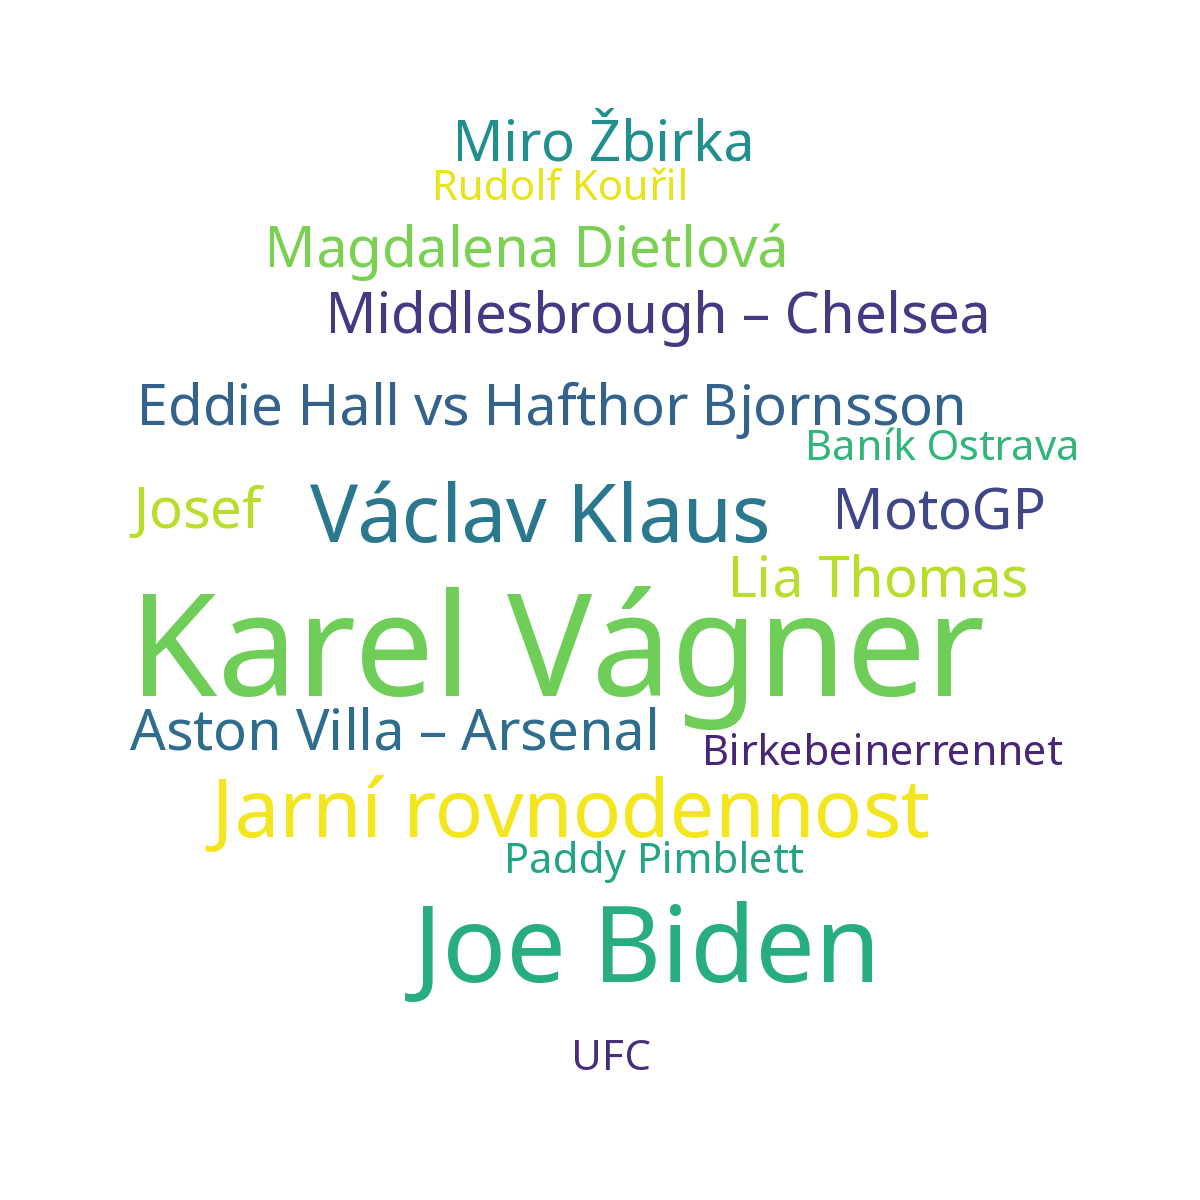 Miro Žbirka
Rudolf Kouřil
Magdalena Dietlová
Middlesbrough – Chelsea
Eddie Hall vs Hafthor Bjornsson
Baník Ostrava
Josef
Václav Klaus
MotoGP
Lia Thomas
Karel Vágner
Aston Villa – Arsenal
Birkebeinerrennet
Jarní rovnodennost
Paddy Pimblett
Joe Biden
UFC